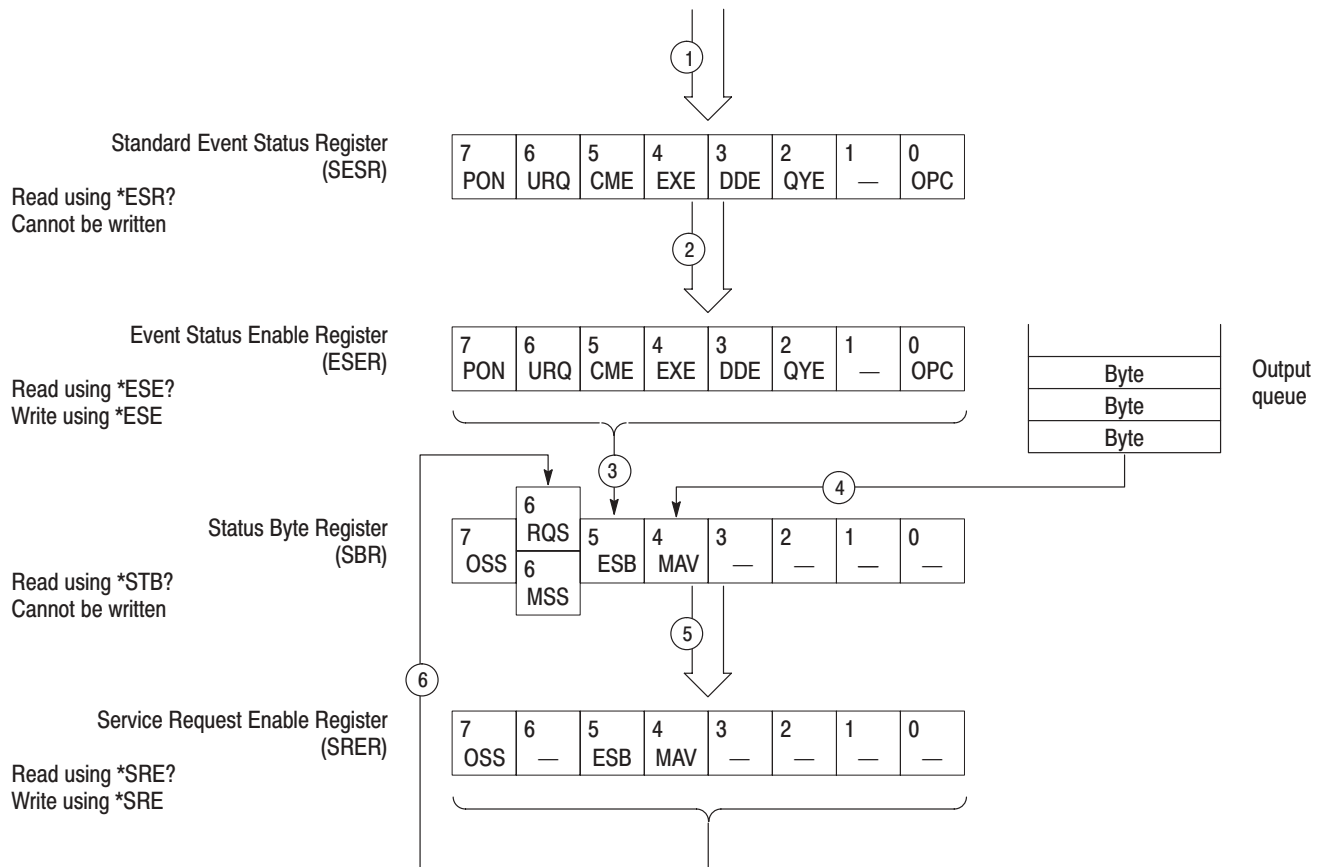 1
Standard Event Status Register
(SESR)
Read using *ESR?
Cannot be written
7 6 5 4 3 2 1 0
PON URQ CME EXE DDE QYE — OPC
2
Event Status Enable Register
(ESER)
Read using *ESE?
Write using *ESE
7 6 5 4 3 2 1 0
PON URQ CME EXE DDE QYE — OPC
Byte
Byte
Byte
Output
queue
3
4
Status Byte Register
(SBR)
Read using *STB?
Cannot be written
6
RQS
7 5 4 3 2 1 0
OSS ESB MAV — — — —
6
MSS
5
6
Service Request Enable Register
(SRER)
Read using *SRE?
Write using *SRE
7 6 5 4 3 2 1 0
OSS — ESB MAV — — — —